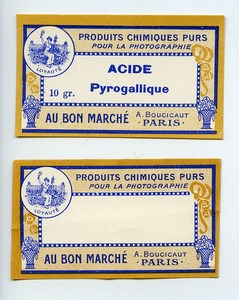 PRODUITS CHIMIQUES PURS
POUR LA PHOTOGRAPHIE
LOYAUTÉ
ACIDE
10 gr.
Pyrogallique
AU BON MARCHÉ
A. BOUCICAUT
- PARIS -
PRODUITS CHIMIQUES PURS
POUR LA PHOTOGRAPHIE
LOYAUTÉ
AU BON MARCHÉ
A. BOUCICAUT
- PARIS -